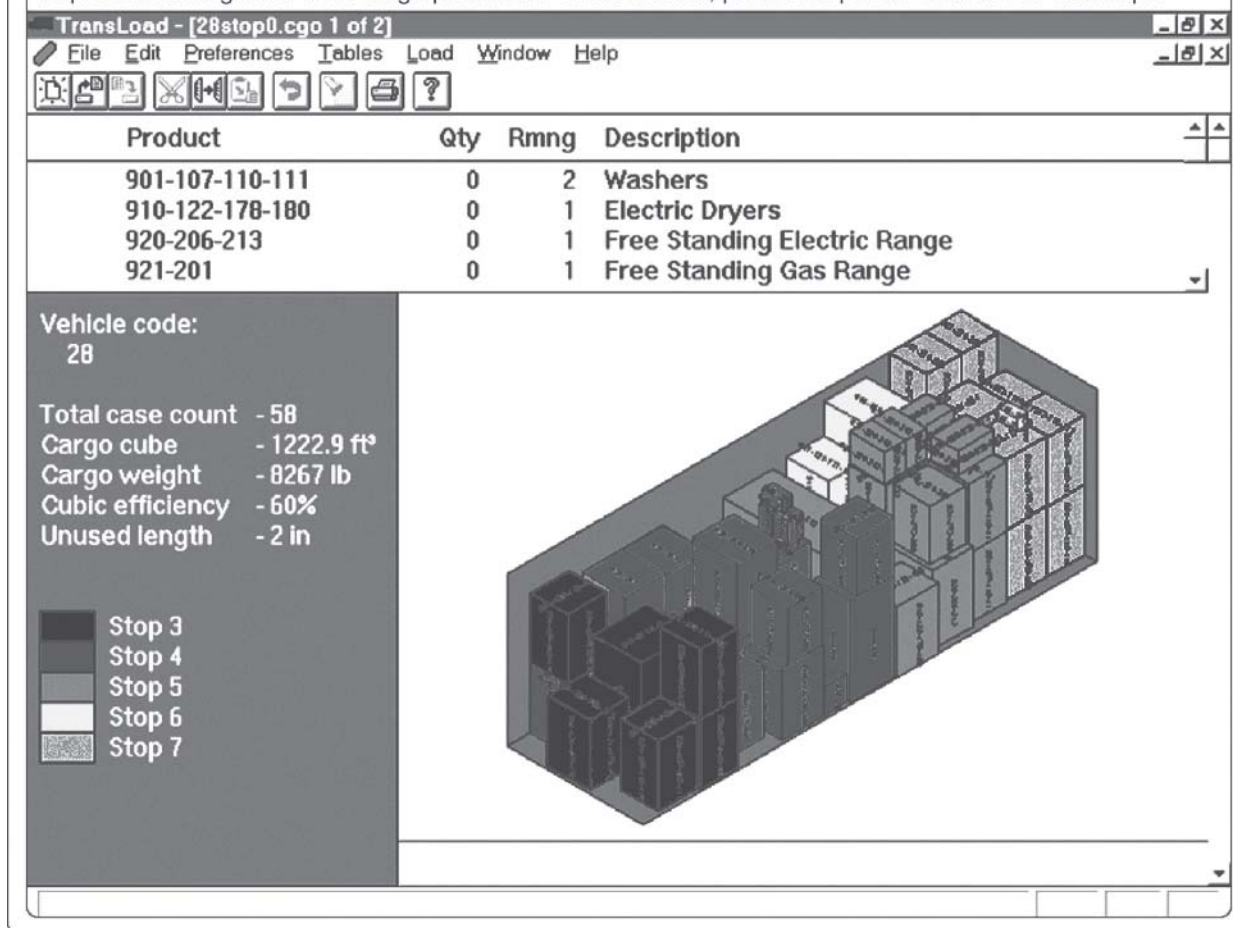 TransLoad - [28stop0.cgo 1 of 2]
File Edit Preferences Tables Load Window Help
Product Qty Rmng Description
901-107-110-111 0 2 Washers
910-122-178-180 0 1 Electric Dryers
920-206-213 0 1 Free Standing Electric Range
921-201 0 1 Free Standing Gas Range
Vehicle code:
28
Total case count - 58
Cargo cube - 1222.9 ft³
Cargo weight - 8267 lb
Cubic efficiency - 60%
Unused length - 2 in
Stop 3
Stop 4
Stop 5
Stop 6
Stop 7